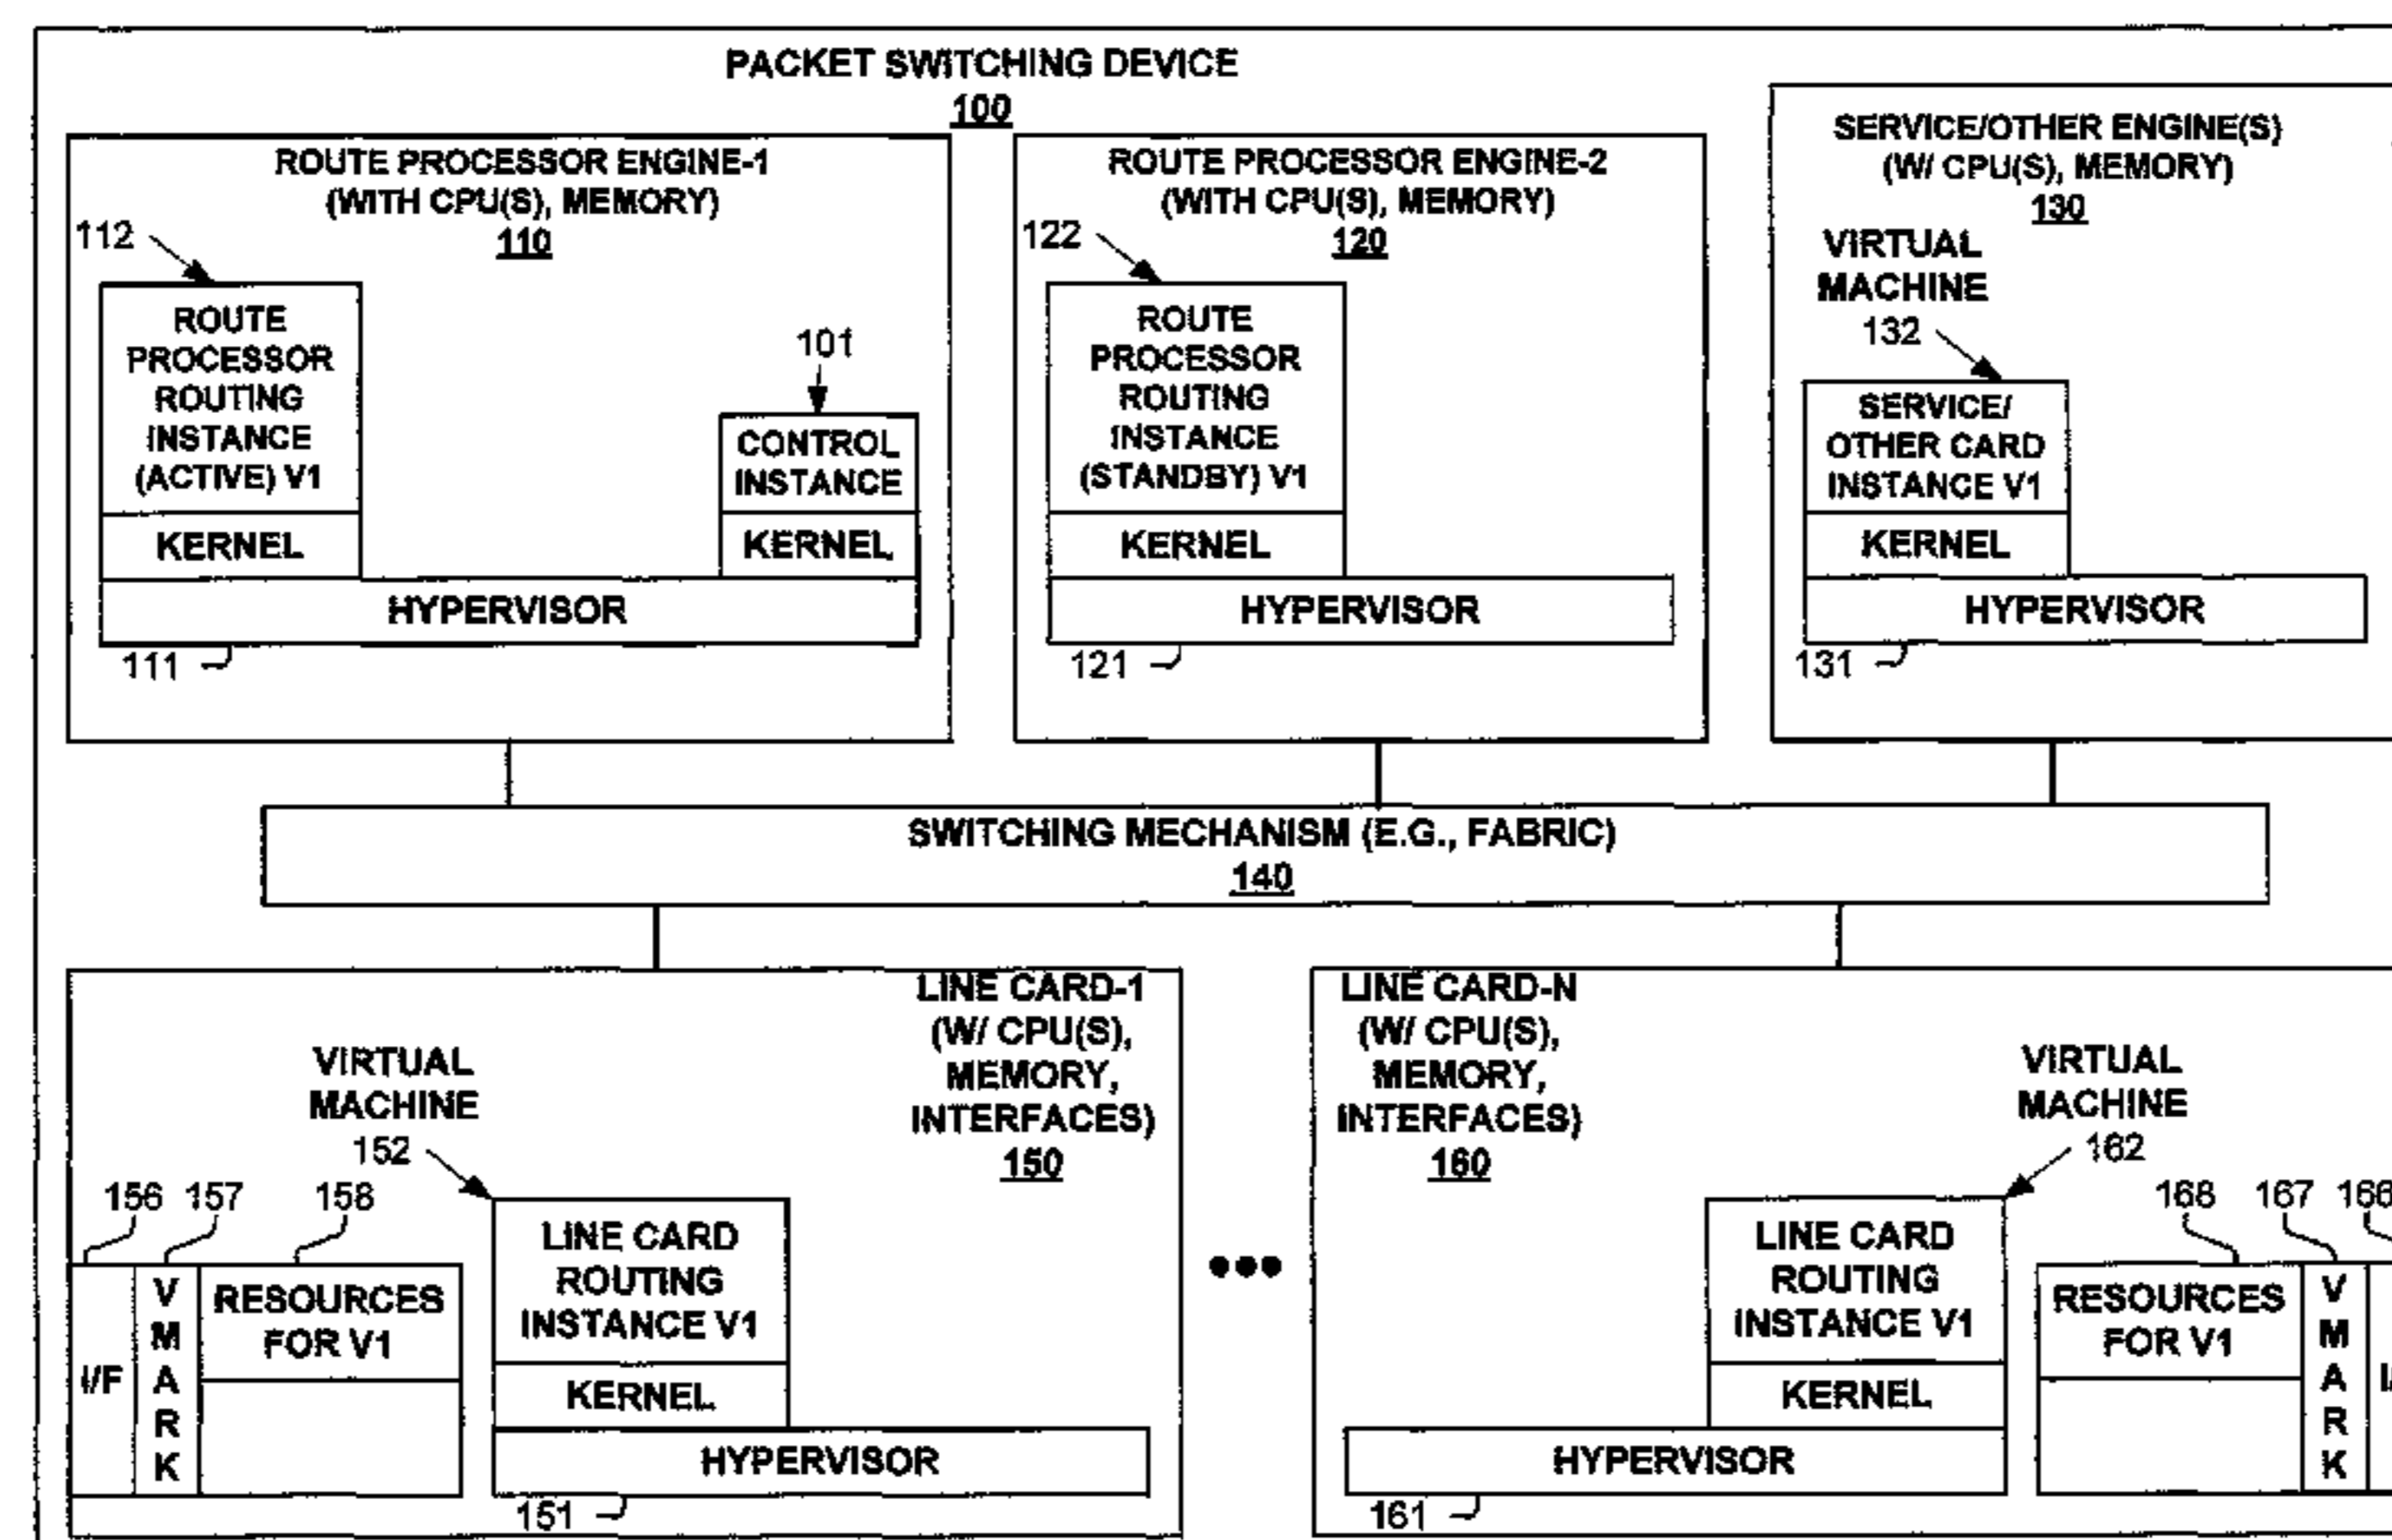 PACKET SWITCHING DEVICE
100
ROUTE PROCESSOR ENGINE-1
(WITH CPU(S), MEMORY)
110
112
ROUTE
PROCESSOR
ROUTING
INSTANCE
(ACTIVE) V1
KERNEL
101
CONTROL
INSTANCE
KERNEL
HYPERVISOR
111
ROUTE PROCESSOR ENGINE-2
(WITH CPU(S), MEMORY)
120
122
ROUTE
PROCESSOR
ROUTING
INSTANCE
(STANDBY) V1
KERNEL
HYPERVISOR
121
SERVICE/OTHER ENGINE(S)
(W/ CPU(S), MEMORY)
130
VIRTUAL
MACHINE
132
SERVICE/
OTHER CARD
INSTANCE V1
KERNEL
HYPERVISOR
131
SWITCHING MECHANISM (E.G., FABRIC)
140
LINE CARD-1
(W/ CPU(S),
MEMORY,
INTERFACES)
150
VIRTUAL
MACHINE
152
156 157 158
I/F
VMARK
RESOURCES
FOR V1
LINE CARD
ROUTING
INSTANCE V1
KERNEL
HYPERVISOR
151
LINE CARD-N
(W/ CPU(S),
MEMORY,
INTERFACES)
160
VIRTUAL
MACHINE
162
168 167 166
LINE CARD
ROUTING
INSTANCE V1
KERNEL
HYPERVISOR
161
RESOURCES
FOR V1
VMARK